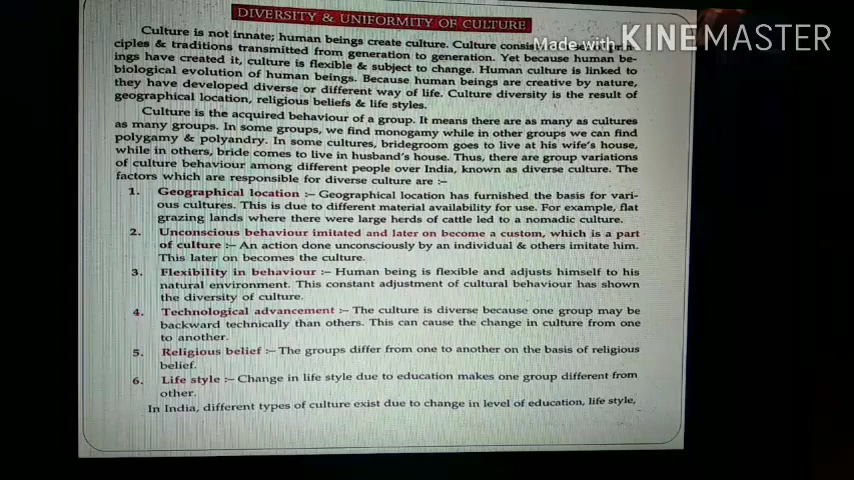 DIVERSITY & UNIFORMITY OF CULTURE
Made with KINEMASTER
Culture is not innate; human beings create culture. Culture
ciples & traditions transmitted from generation to generation. Yet because human be-
ings have created it, culture is flexible & subject to change. Human culture is linked to
biological evolution of human beings. Because human beings are creative by nature,
they have developed diverse or different way of life. Culture diversity is the result of
geographical location, religious beliefs & life styles.
Culture is the acquired behaviour of a group. It means there are as many as cultures
as many groups. In some groups, we find monogamy while in other groups we can find
polygamy & polyandry. In some cultures, bridegroom goes to live at his wife's house,
while in others, bride comes to live in husband's house. Thus, there are group variations
of culture behaviour among different people over India, known as diverse culture. The
factors which are responsible for diverse culture are :–
1. Geographical location :– Geographical location has furnished the basis for vari-
ous cultures. This is due to different material availability for use. For example, flat
grazing lands where there were large herds of cattle led to a nomadic culture.
2. Unconscious behaviour imitated and later on become a custom, which is a part
of culture :– An action done unconsciously by an individual & others imitate him.
This later on becomes the culture.
3. Flexibility in behaviour :– Human being is flexible and adjusts himself to his
natural environment. This constant adjustment of cultural behaviour has shown
the diversity of culture.
4. Technological advancement :– The culture is diverse because one group may be
backward technically than others. This can cause the change in culture from one
to another.
5. Religious belief :– The groups differ from one to another on the basis of religious
belief.
6. Life style :– Change in life style due to education makes one group different from
other.
In India, different types of culture exist due to change in level of education, life style,